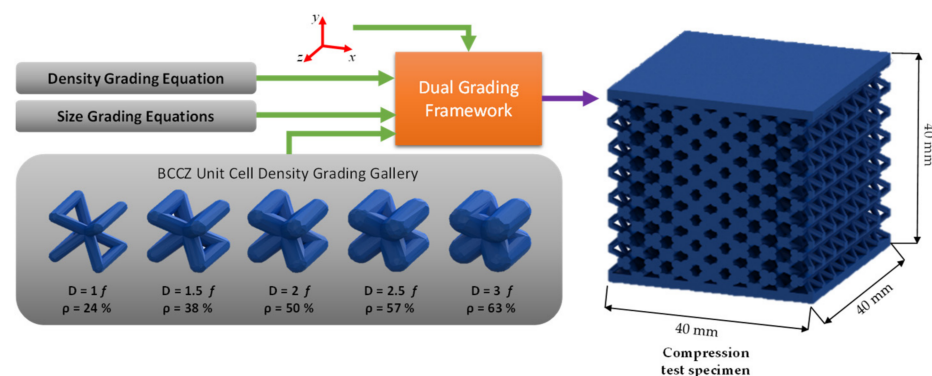 y
z
x
Density Grading Equation
Size Grading Equations
Dual Grading
Framework
BCCZ Unit Cell Density Grading Gallery
D = 1 f
D = 1.5 f
D = 2 f
D = 2.5 f
D = 3 f
ρ = 24 %
ρ = 38 %
ρ = 50 %
ρ = 57 %
ρ = 63 %
40 mm
40 mm
40 mm
Compression
test specimen